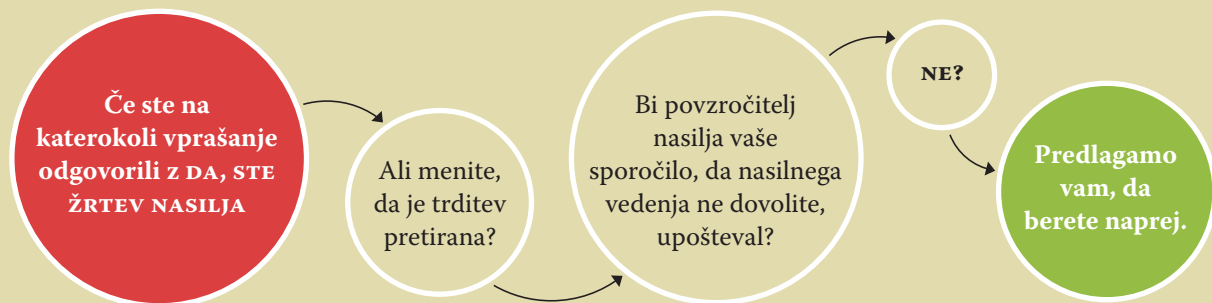 Če ste na
katerokoli vprašanje
odgovorili z DA, STE
ŽRTEV NASILJA
Ali menite,
da je trditev
pretirana?
Bi povzročitelj
nasilja vaše
sporočilo, da nasilnega
vedenja ne dovolite,
upošteval?
NE?
Predlagamo
vam, da
berete naprej.